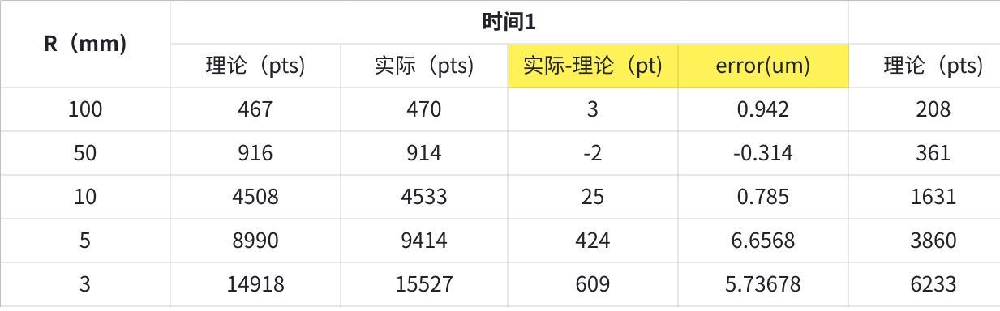 时间1
R（mm)
理论（pts) 实际（pts) 实际-理论（pt) error(um) 理论（pts)
100 467 470 3 0.942 208
50 916 914 -2 -0.314 361
10 4508 4533 25 0.785 1631
5 8990 9414 424 6.6568 3860
3 14918 15527 609 5.73678 6233